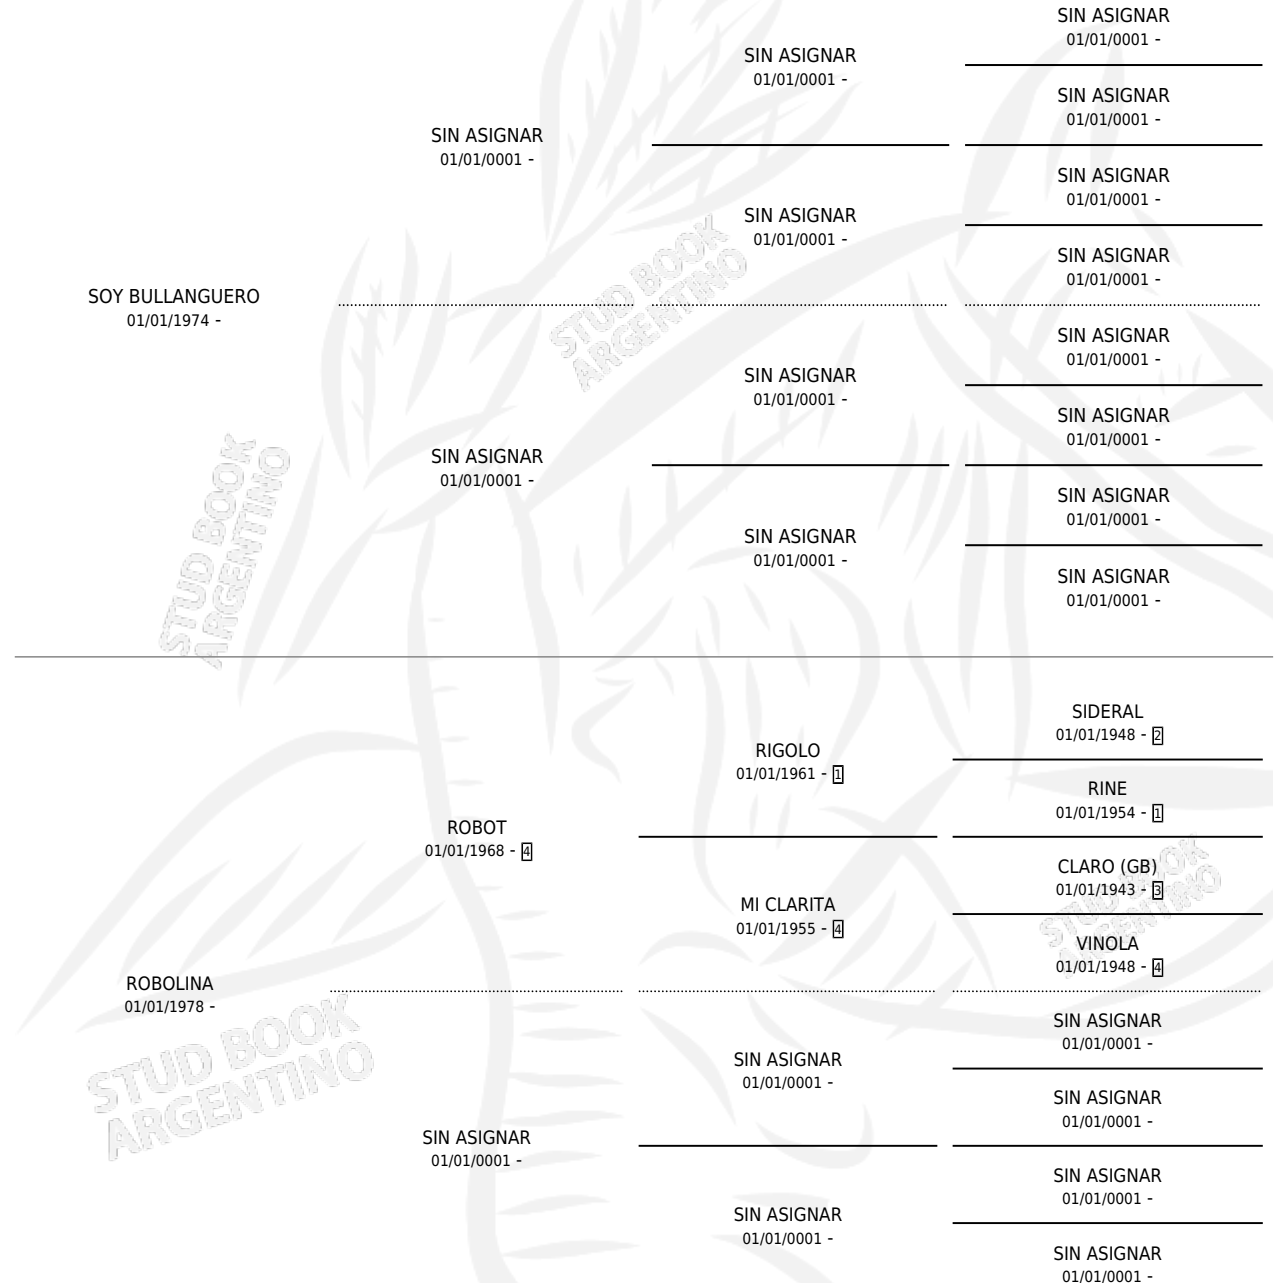 SIN ASIGNAR
01/01/0001 -
SIN ASIGNAR
01/01/0001 -
SIN ASIGNAR
01/01/0001 -
SIN ASIGNAR
01/01/0001 -
SIN ASIGNAR
01/01/0001 -
SIN ASIGNAR
01/01/0001 -
SIN ASIGNAR
01/01/0001 -
SOY BULLANGUERO
01/01/1974 -
SIN ASIGNAR
01/01/0001 -
SIN ASIGNAR
01/01/0001 -
SIN ASIGNAR
01/01/0001 -
SIN ASIGNAR
01/01/0001 -
SIN ASIGNAR
01/01/0001 -
SIN ASIGNAR
01/01/0001 -
SIN ASIGNAR
01/01/0001 -
STUD BOOK
ARGENTINO
STUD BOOK
ARGENTINO
SIDERAL
01/01/1948 - 2
RIGOLO
01/01/1961 - 1
RINE
01/01/1954 - 1
ROBOT
01/01/1968 - 4
CLARO (GB)
01/01/1943 - 3
MI CLARITA
01/01/1955 - 4
VINOLA
01/01/1948 - 4
ROBOLINA
01/01/1978 -
SIN ASIGNAR
01/01/0001 -
SIN ASIGNAR
01/01/0001 -
SIN ASIGNAR
01/01/0001 -
SIN ASIGNAR
01/01/0001 -
SIN ASIGNAR
01/01/0001 -
SIN ASIGNAR
01/01/0001 -
SIN ASIGNAR
01/01/0001 -
STUD BOOK
ARGENTINO
STUD BOOK
ARGENTINO